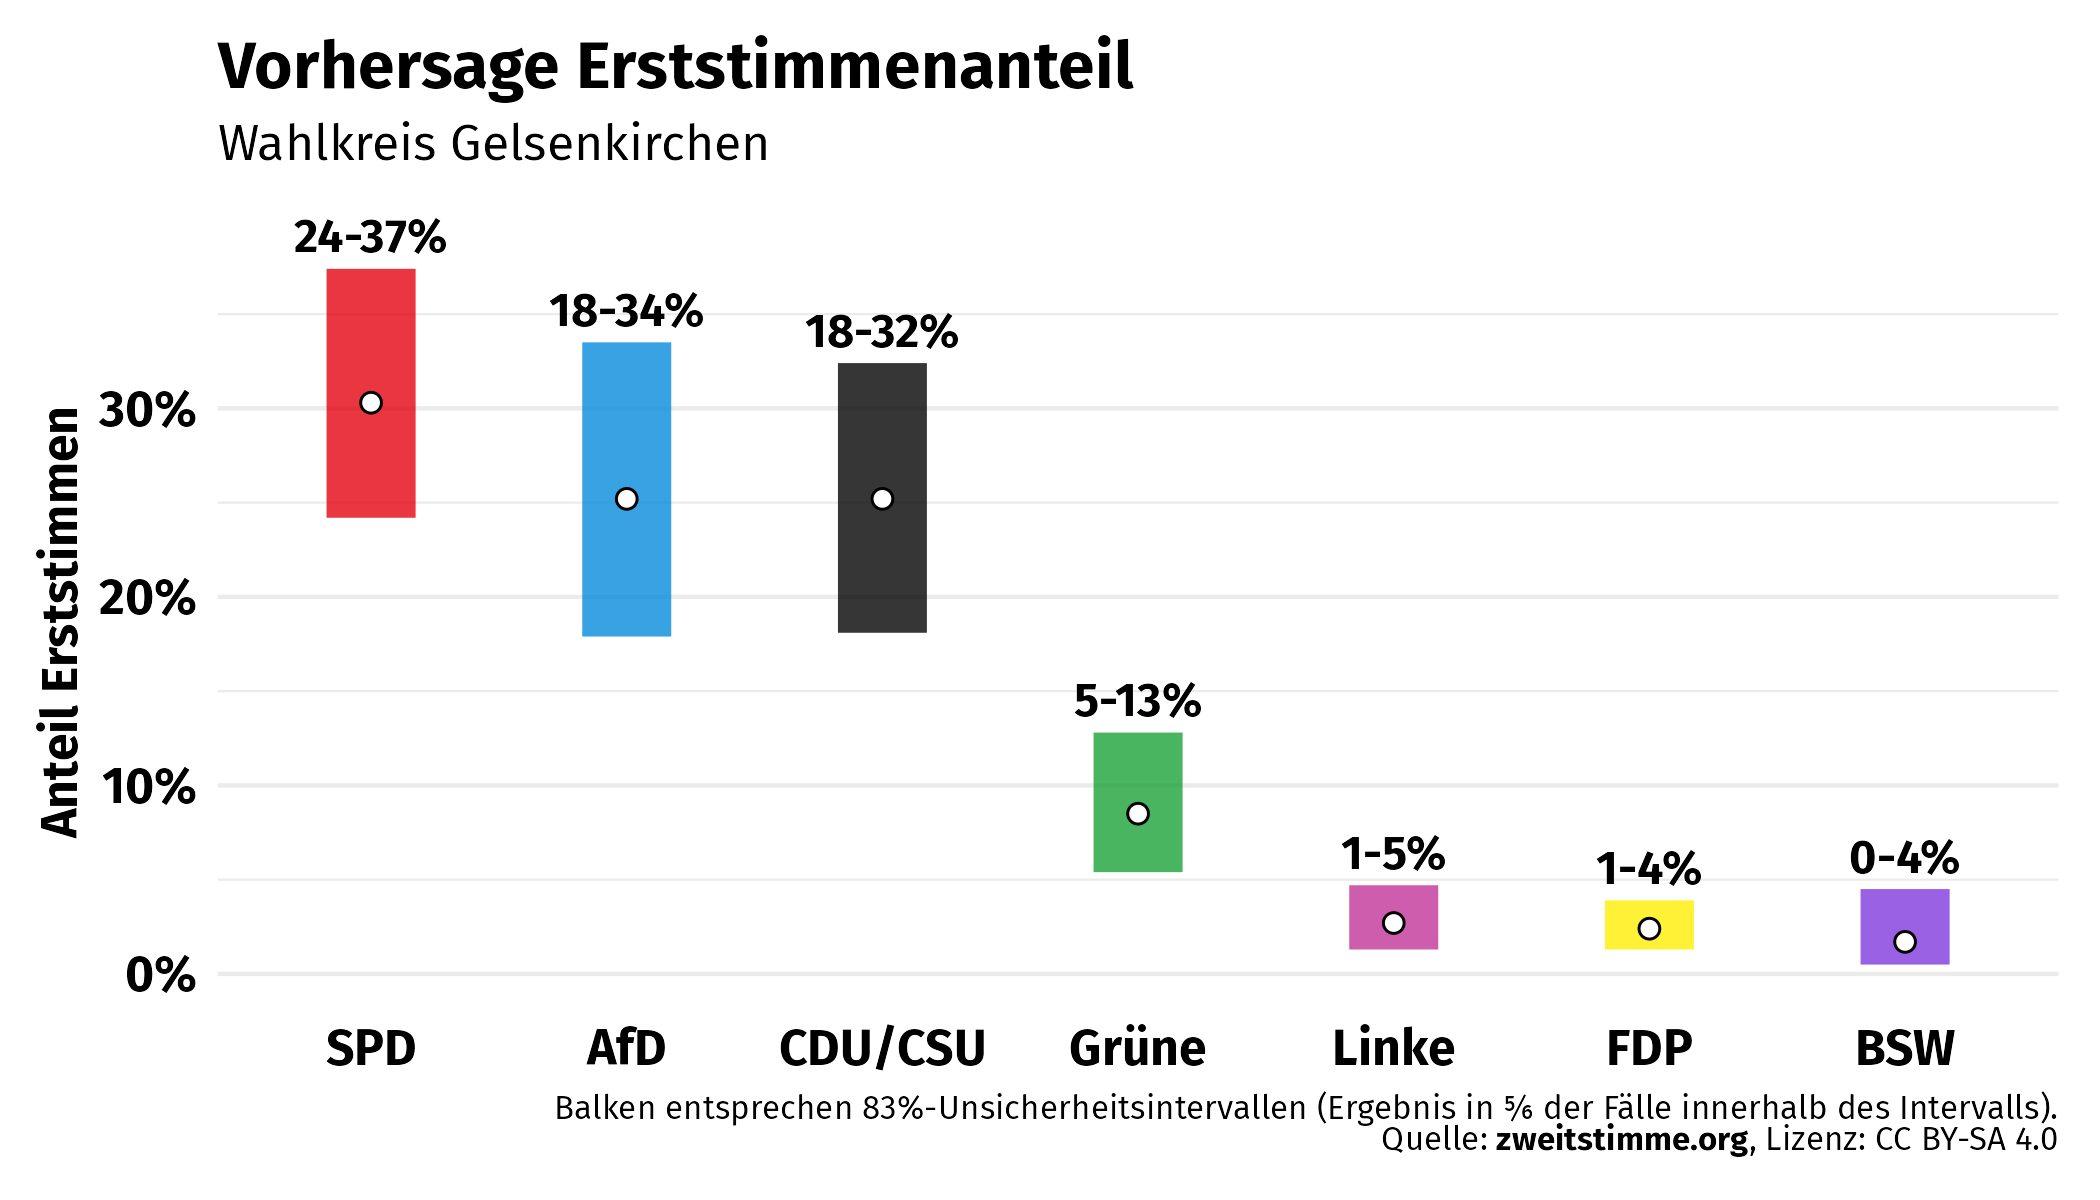 Vorhersage Erststimmenanteil
Wahlkreis Gelsenkirchen
24-37%
18-34%
18-32%
5-13%
1-5%
1-4%
0-4%
Anteil Erststimmen
30%
20%
10%
0%
SPD AfD CDU/CSU Grüne Linke FDP BSW
Balken entsprechen 83%-Unsicherheitsintervallen (Ergebnis in ⅚ der Fälle innerhalb des Intervalls).
Quelle: zweitstimme.org, Lizenz: CC BY-SA 4.0